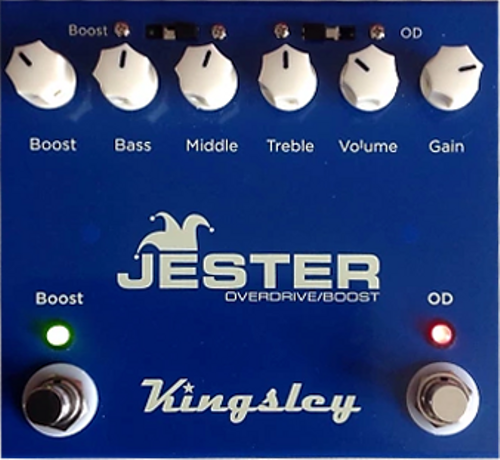 Boost OD
Boost Bass Middle Treble Volume Gain
JESTER
OVERDRIVE/BOOST
Boost OD
Kingsley